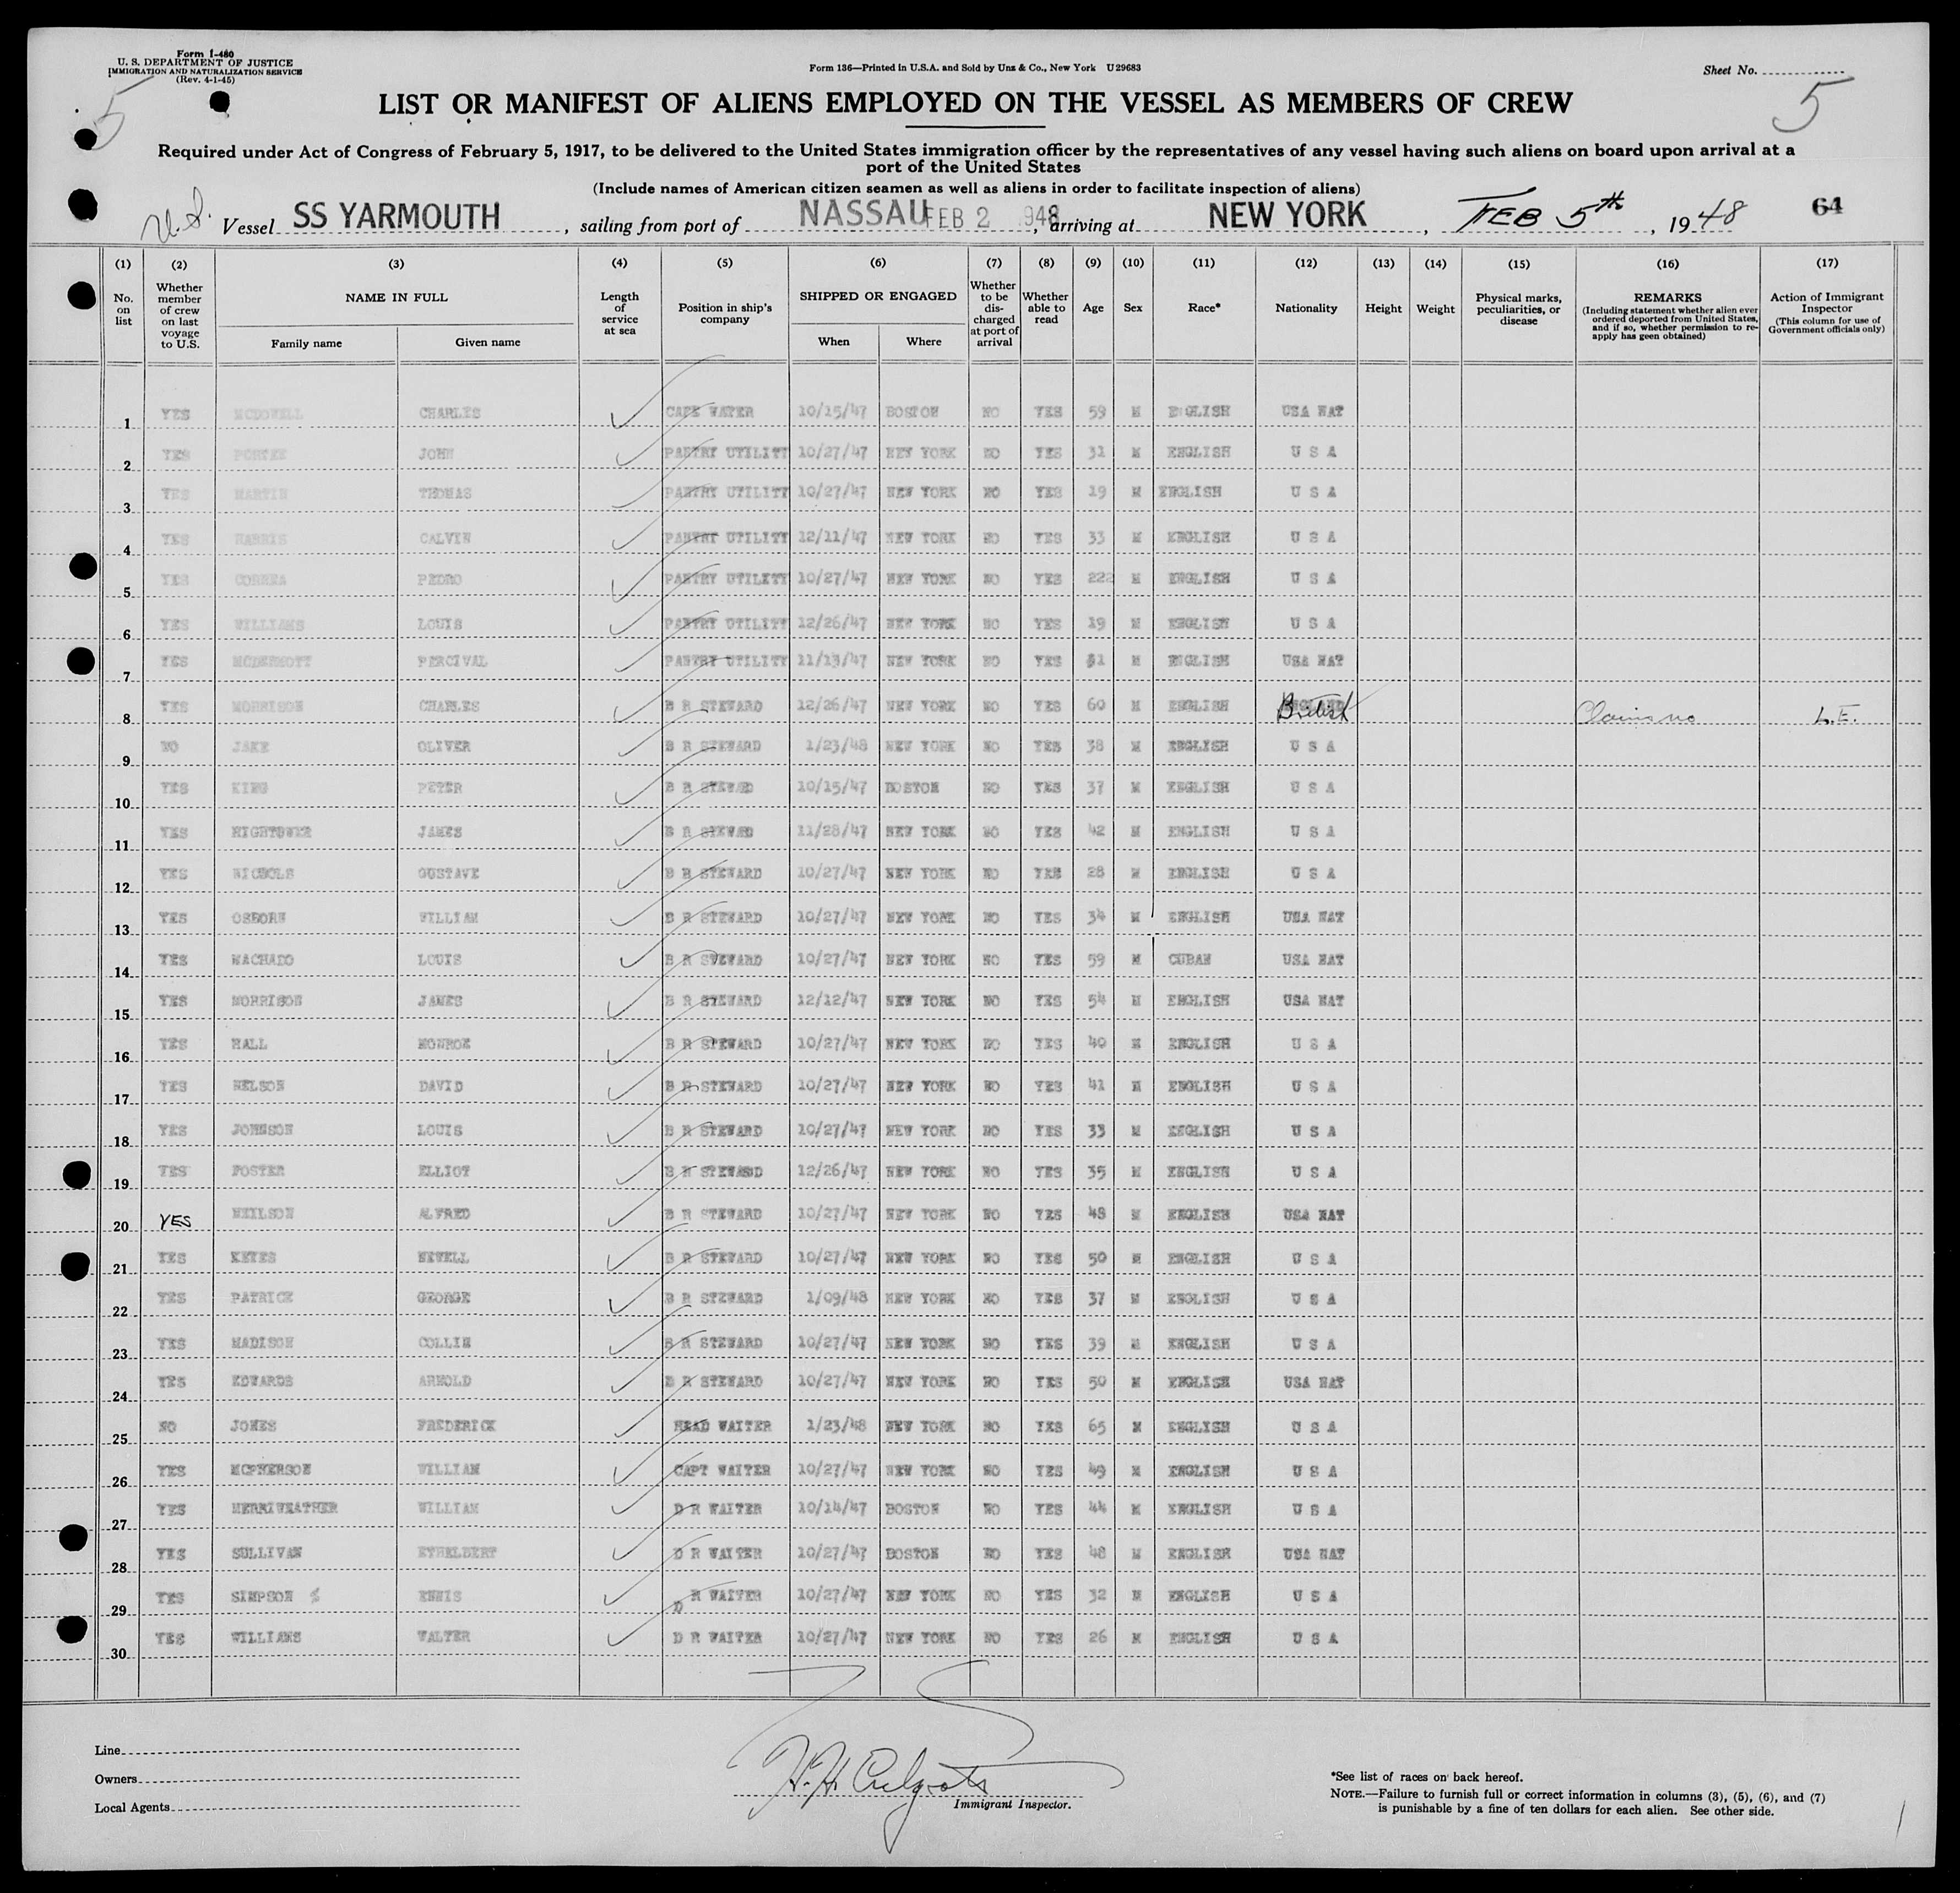 Form I-480
U. S. DEPARTMENT OF JUSTICE
IMMIGRATION AND NATURALIZATION SERVICE
(Rev. 4-1-45)
Form 136—Printed in U.S.A. and Sold by Unz & Co., New York U 29683
Sheet No.
5
5
LIST OR MANIFEST OF ALIENS EMPLOYED ON THE VESSEL AS MEMBERS OF CREW
Required under Act of Congress of February 5, 1917, to be delivered to the United States immigration officer by the representatives of any vessel having such aliens on board upon arrival at a
port of the United States
(Include names of American citizen seamen as well as aliens in order to facilitate inspection of aliens)
U.S. Vessel SS YARMOUTH, sailing from port of NASSAU FEB 2 948, arriving at NEW YORK, FEB 5th, 1948 64
(1) No. on list (2) Whether member of crew on last voyage to U.S. (3) NAME IN FULL Family name Given name (4) Length of service at sea (5) Position in ship's company (6) SHIPPED OR ENGAGED When Where (7) Whether to be discharged at port of arrival (8) Whether able to read (9) Age (10) Sex (11) Race* (12) Nationality (13) Height (14) Weight (15) Physical marks, peculiarities, or disease (16) REMARKS (Including statement whether alien ever ordered deported from United States, and if so, whether permission to re-apply has geen obtained) (17) Action of Immigrant Inspector (This column for use of Government officials only)
1 YES MCDOWELL CHARLES CAPE WATER 10/15/47 BOSTON NO YES 59 M ENGLISH USA NAT
2 YES PORTER JOHN PANTRY UTILITY 10/27/47 NEW YORK NO YES 31 M ENGLISH U S A
3 YES MARTIN THOMAS PANTRY UTILITY 10/27/47 NEW YORK NO YES 19 M ENGLISH U S A
4 YES HARRIS CALVIN PANTRY UTILITY 12/11/47 NEW YORK NO YES 33 M ENGLISH U S A
5 YES CORREA PEDRO PANTRY UTILITY 10/27/47 NEW YORK NO YES 222 M ENGLISH U S A
6 YES WILLIAMS LOUIS PANTRY UTILITY 12/26/47 NEW YORK NO YES 19 M ENGLISH U S A
7 YES MCDERMOTT PERCIVAL PANTRY UTILITY 11/13/47 NEW YORK NO YES M ENGLISH USA NAT
8 YES MORRISON CHARLES B R STEWARD 12/26/47 NEW YORK NO YES 60 M ENGLISH British Claims no L.E.
9 NO JAKE OLIVER B R STEWARD 1/23/48 NEW YORK NO YES 38 M ENGLISH U S A
10 YES KING PETER B R STEWAD 10/15/47 BOSTON NO YES 37 M ENGLISH U S A
11 YES HIGHTOWER JAMES B R STEWAD 11/28/47 NEW YORK NO YES 42 M ENGLISH U S A
12 YES NICHOLS GUSTAVE B R STEWARD 10/27/47 NEW YORK NO YES 28 M ENGLISH U S A
13 YES OSBORN WILLIAM B R STEWARD 10/27/47 NEW YORK NO YES 34 M ENGLISH USA NAT
14 YES MACHADO LOUIS B R STEWARD 10/27/47 NEW YORK NO YES 59 M CUBAN USA NAT
15 YES MORRISON JAMES B R STEWARD 12/12/47 NEW YORK NO YES 54 M ENGLISH USA NAT
16 YES HALL MONROE B R STEWARD 10/27/47 NEW YORK NO YES 40 M ENGLISH U S A
17 YES NELSON DAVID B R STEWARD 10/27/47 NEW YORK NO YES 41 M ENGLISH U S A
18 YES JOHNSON LOUIS B R STEWARD 10/27/47 NEW YORK NO YES 33 M ENGLISH U S A
19 YES FOSTER ELLIOT B R STEWARD 12/26/47 NEW YORK NO YES 35 M ENGLISH U S A
20 YES NEILSON ALFRED B R STEWARD 10/27/47 NEW YORK NO YES 48 M ENGLISH USA NAT
21 YES KEYES NEWELL B R STEWARD 10/27/47 NEW YORK NO YES 50 M ENGLISH U S A
22 YES PATRICK GEORGE B R STEWARD 1/09/48 NEW YORK NO YES 37 M ENGLISH U S A
23 YES MADISON COLLIN B R STEWARD 10/27/47 NEW YORK NO YES 39 M ENGLISH U S A
24 YES EDWARDS ARNOLD B R STEWARD 10/27/47 NEW YORK NO YES 50 M ENGLISH USA NAT
25 NO JONES FREDERICK HEAD WAITER 1/23/48 NEW YORK NO YES 65 M ENGLISH U S A
26 YES MCPHERSON WILLIAM CAPT WAITER 10/27/47 NEW YORK NO YES 49 M ENGLISH U S A
27 YES MERRIWEATHER WILLIAM D R WAITER 10/14/47 BOSTON NO YES 44 M ENGLISH U S A
28 YES SULLIVAN ETHELBERT D R WAITER 10/27/47 BOSTON NO YES 48 M ENGLISH USA NAT
29 YES SIMPSON ENNIS D R WAITER 10/27/47 NEW YORK NO YES 32 M ENGLISH U S A
30 YES WILLIAMS WALTER D R WAITER 10/27/47 NEW YORK NO YES 26 M ENGLISH U S A
Line
Owners
Local Agents
Immigrant Inspector.
*See list of races on back hereof.
NOTE.—Failure to furnish full or correct information in columns (3), (5), (6), and (7)
is punishable by a fine of ten dollars for each alien. See other side.